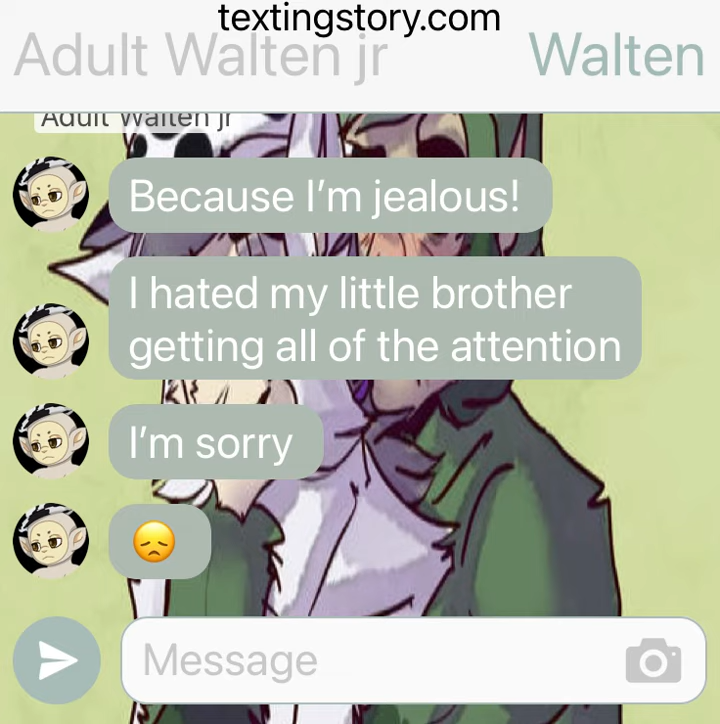 textingstory.com
Adult Walten jr
Walten
Adult Walten jr
Because I’m jealous!
I hated my little brother
getting all of the attention
I’m sorry
😞
Message